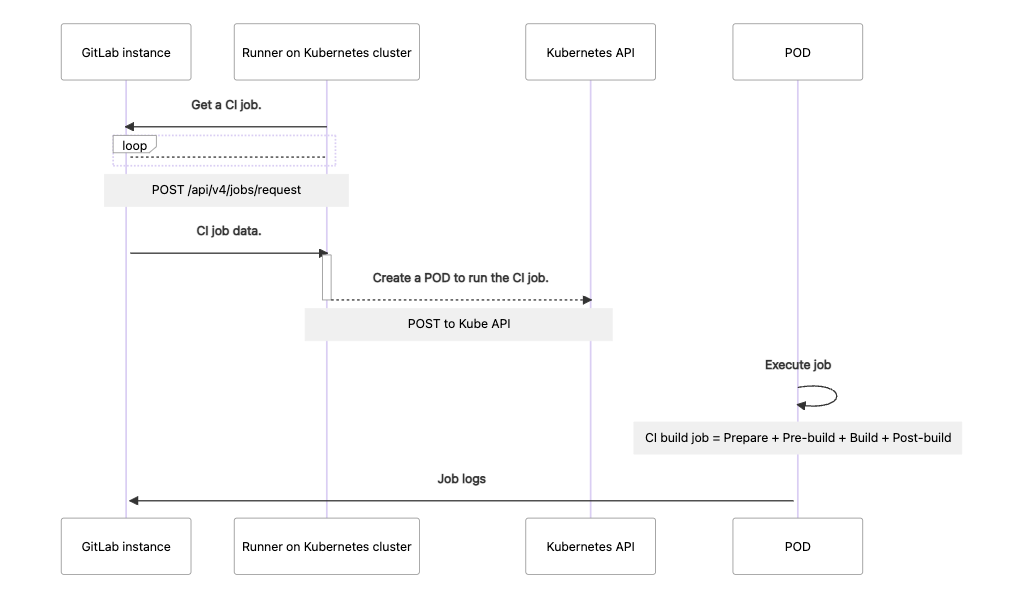 GitLab instance
Runner on Kubernetes cluster
Kubernetes API
POD
Get a CI job.
loop
POST /api/v4/jobs/request
CI job data.
Create a POD to run the CI job.
POST to Kube API
Execute job
CI build job = Prepare + Pre-build + Build + Post-build
Job logs
GitLab instance
Runner on Kubernetes cluster
Kubernetes API
POD